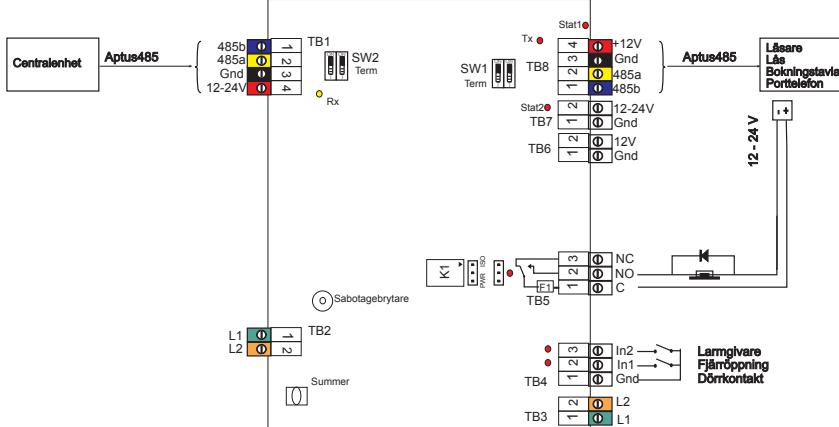 Centralenhet
Aptus485
485b
485a
Gnd
12-24V
1
2
3
4
TB1
SW2
Term
Rx
Stat1
Tx
SW1
Term
TB8
4
3
2
1
+12V
Gnd
485a
485b
Aptus485
Läsare
Lås
Bokningstavla
Porttelefon
Stat2
TB7
2
1
12-24V
Gnd
TB6
2
1
12V
Gnd
- +
12 - 24 V
K1
ISO
PWR
F1
TB5
3
2
1
NC
NO
C
Sabotagebrytare
L1
L2
1
2
TB2
Summer
TB4
3
2
1
In2
In1
Gnd
Larmgivare
Fjärröppning
Dörrkontakt
TB3
2
1
L2
L1